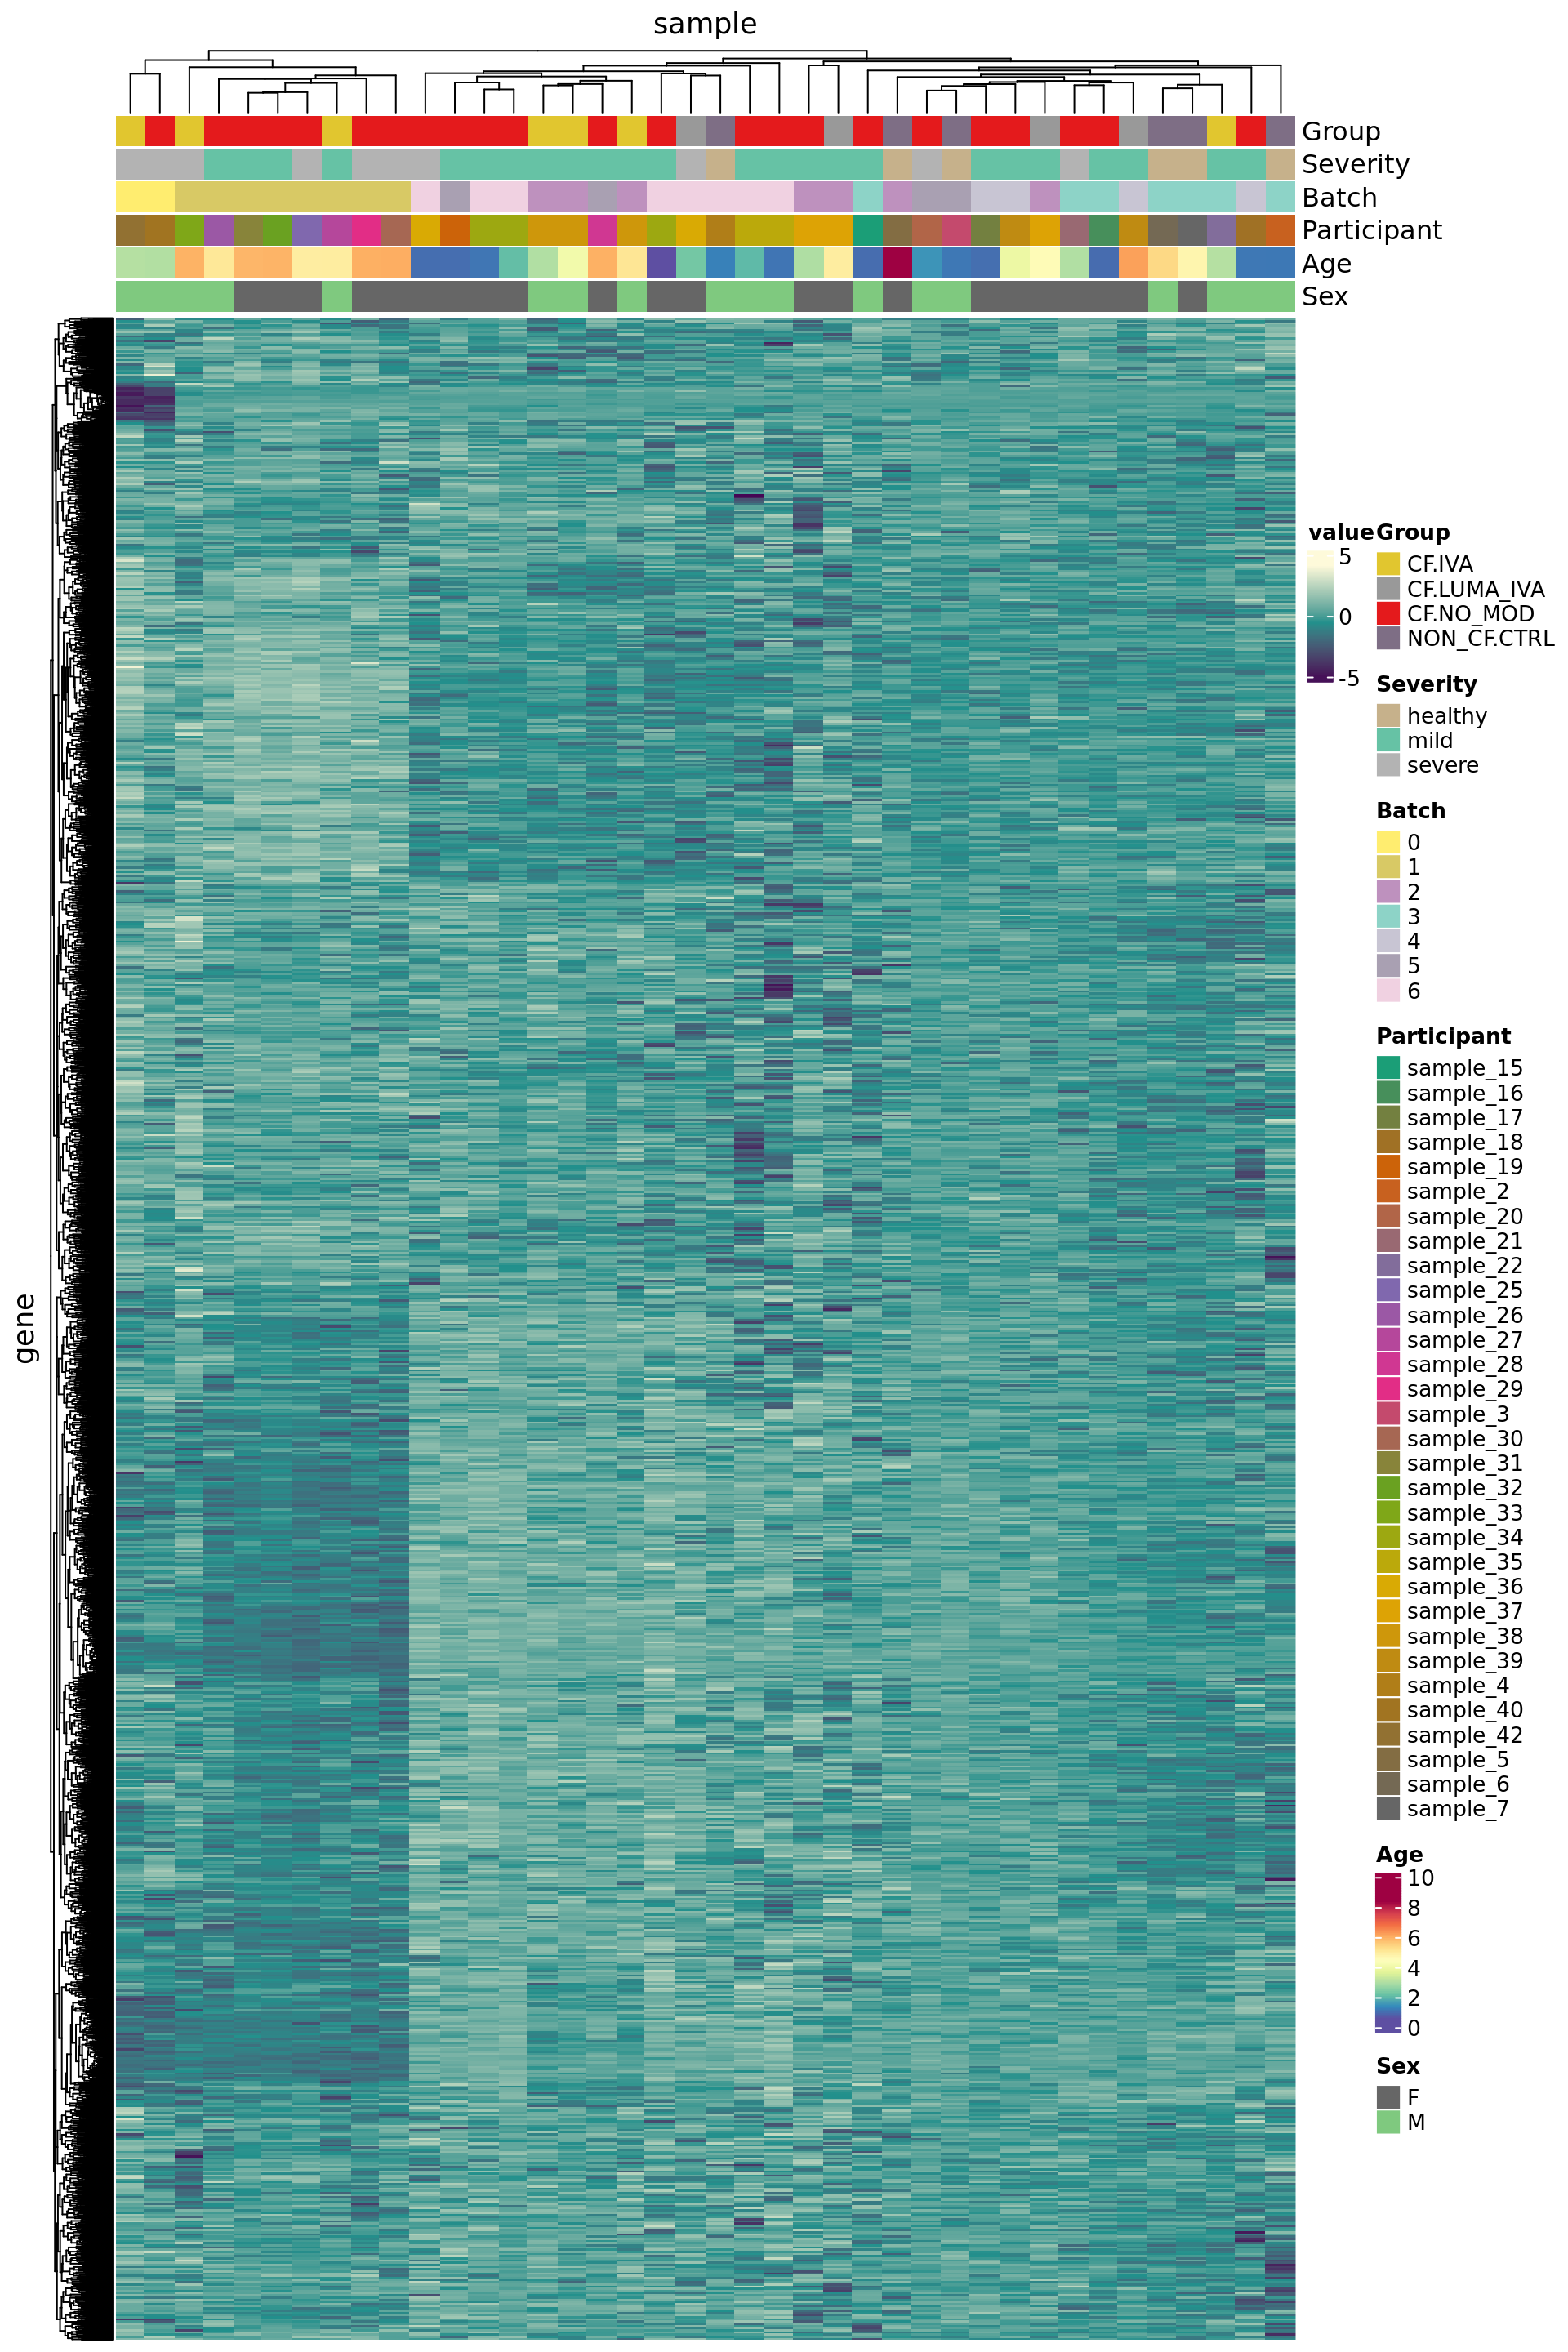 sample
Group
Severity
Batch
Participant
Age
Sex
gene
value
5
0
-5
Group
CF.IVA
CF.LUMA_IVA
CF.NO_MOD
NON_CF.CTRL
Severity
healthy
mild
severe
Batch
0
1
2
3
4
5
6
Participant
sample_15
sample_16
sample_17
sample_18
sample_19
sample_2
sample_20
sample_21
sample_22
sample_25
sample_26
sample_27
sample_28
sample_29
sample_3
sample_30
sample_31
sample_32
sample_33
sample_34
sample_35
sample_36
sample_37
sample_38
sample_39
sample_4
sample_40
sample_42
sample_5
sample_6
sample_7
Age
10
8
6
4
2
0
Sex
F
M